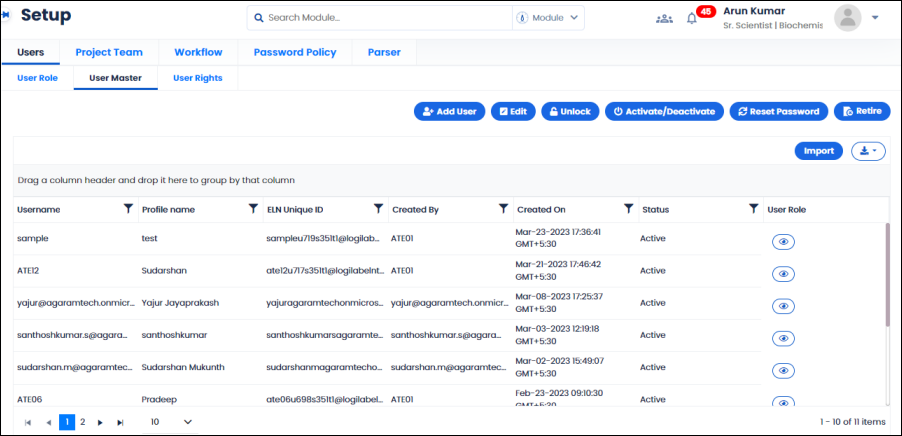 Setup
Search Module...
Module
45
Arun Kumar
Sr. Scientist | Biochemis
Users Project Team Workflow Password Policy Parser
User Role User Master User Rights
Add User Edit Unlock Activate/Deactivate Reset Password Retire
Import
Drag a column header and drop it here to group by that column
Username Profile name ELN Unique ID Created By Created On Status User Role
sample test sampleu719s351t1@logilab... ATE01 Mar-23-2023 17:36:41 Active
GMT+5:30
ATE12 Sudarshan ate12u717s351t1@logilabelnt... ATE01 Mar-21-2023 17:46:42 Active
GMT+5:30
yajur@agaramtech.onmicr... Yajur Jayaprakash yajuragaramtechonmicros... yajur@agaramtech.onmicr... Mar-08-2023 17:25:37 Active
GMT+5:30
santhoshkumar.s@agara... santhoshkumar santhoshkumarsagaramte... santhoshkumar.s@agara... Mar-03-2023 12:19:18 Active
GMT+5:30
sudarshan.m@agaramtec... Sudarshan Mukunth sudarshanmagaramtecho... sudarshan.m@agaramtec... Mar-02-2023 15:49:07 Active
GMT+5:30
ATE06 Pradeep ate06u698s351t1@logilabel... ATE01 Feb-23-2023 09:10:30 Active
GMT+5:30
1 2 10 1 - 10 of 11 items